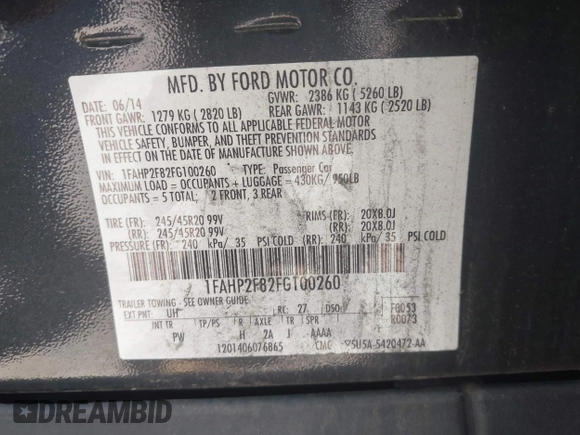 MFD. BY FORD MOTOR CO.
DATE: 06/14 GVWR: 2386 KG ( 5260 LB)
FRONT GAWR: 1279 KG ( 2820 LB) REAR GAWR: 1143 KG ( 2520 LB)
THIS VEHICLE CONFORMS TO ALL APPLICABLE FEDERAL MOTOR
VEHICLE SAFETY, BUMPER, AND THEFT PREVENTION STANDARDS
IN EFFECT ON THE DATE OF MANUFACTURE SHOWN ABOVE.
VIN: 1FAHP2F82FG100260 TYPE: Passenger Car
MAXIMUM LOAD = OCCUPANTS + LUGGAGE = 430KG/ 950LB
OCCUPANTS = 5 TOTAL; 2 FRONT, 3 REAR
TIRE (FR): 245/45R20 99V RIMS (FR): 20X8.0J
(RR): 245/45R20 99V (RR): 20X8.0J
PRESSURE (FR): 240 kPa/ 35 PSI COLD (RR): 240 kPa/ 35 PSI COLD
1FAHP2F82FG100260
TRAILER TOWING - SEE OWNERS GUIDE
EXT PNT: UH RC: 27 DSO: F0053
INT TR TP/PS R AXLE TR SPR R0073
PW H 2A J AAAA
1201406076865 CMC 5U5A-5420472-AA
DREAMBID